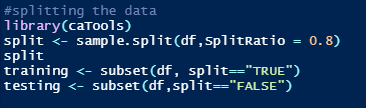 #splitting the data
library(caTools)
split <- sample.split(df,SplitRatio = 0.8)
split
training <- subset(df, split=="TRUE")
testing <- subset(df,split=="FALSE")